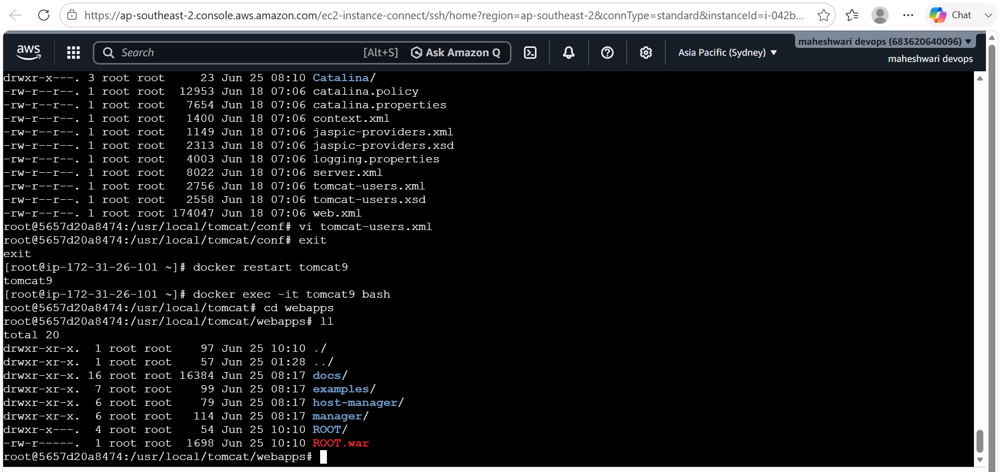 https://ap-southeast-2.console.aws.amazon.com/ec2-instance-connect/ssh/home?region=ap-southeast-2&connType=standard&instanceId=i-042b...
Chat
aws
Search
[Alt+S]
Ask Amazon Q
Asia Pacific (Sydney)
maheshwari devops (683620640096)
maheshwari devops
drwxr-x---. 3 root root     23 Jun 25 08:10 Catalina/
-rw-r--r--. 1 root root  12953 Jun 18 07:06 catalina.policy
-rw-r--r--. 1 root root   7654 Jun 18 07:06 catalina.properties
-rw-r--r--. 1 root root   1400 Jun 18 07:06 context.xml
-rw-r--r--. 1 root root   1149 Jun 18 07:06 jaspic-providers.xml
-rw-r--r--. 1 root root   2313 Jun 18 07:06 jaspic-providers.xsd
-rw-r--r--. 1 root root   4003 Jun 18 07:06 logging.properties
-rw-r--r--. 1 root root   8022 Jun 18 07:06 server.xml
-rw-r--r--. 1 root root   2756 Jun 18 07:06 tomcat-users.xml
-rw-r--r--. 1 root root   2558 Jun 18 07:06 tomcat-users.xsd
-rw-r--r--. 1 root root 174047 Jun 18 07:06 web.xml
root@5657d20a8474:/usr/local/tomcat/conf# vi tomcat-users.xml
root@5657d20a8474:/usr/local/tomcat/conf# exit
exit
[root@ip-172-31-26-101 ~]# docker restart tomcat9
tomcat9
[root@ip-172-31-26-101 ~]# docker exec -it tomcat9 bash
root@5657d20a8474:/usr/local/tomcat# cd webapps
root@5657d20a8474:/usr/local/tomcat/webapps# ll
total 20
drwxr-xr-x.  1 root root    97 Jun 25 10:10 ./
drwxr-xr-x.  1 root root    57 Jun 25 01:28 ../
drwxr-xr-x. 16 root root 16384 Jun 25 08:17 docs/
drwxr-xr-x.  7 root root    99 Jun 25 08:17 examples/
drwxr-xr-x.  6 root root    79 Jun 25 08:17 host-manager/
drwxr-xr-x.  6 root root   114 Jun 25 08:17 manager/
drwxr-x---.  4 root root    54 Jun 25 10:10 ROOT/
-rw-r-----.  1 root root  1698 Jun 25 10:10 ROOT.war
root@5657d20a8474:/usr/local/tomcat/webapps#